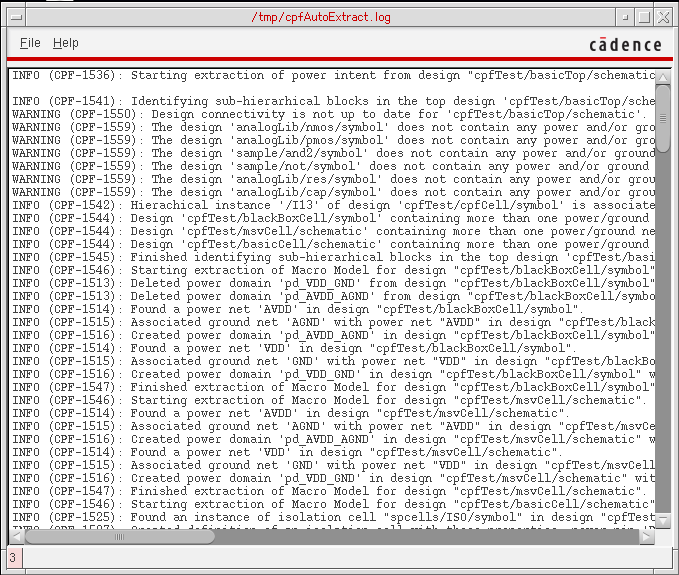 /tmp/cpfAutoExtract.log
File Help
cādence
INFO (CPF-1536): Starting extraction of power intent from design "cpfTest/basicTop/schematic
INFO (CPF-1541): Identifying sub-hierarhical blocks in the top design 'cpfTest/basicTop/sche
WARNING (CPF-1550): Design connectivity is not up to date for 'cpfTest/basicTop/schematic'.
WARNING (CPF-1559): The design 'analogLib/nmos/symbol' does not contain any power and/or gro
WARNING (CPF-1559): The design 'analogLib/pmos/symbol' does not contain any power and/or gro
WARNING (CPF-1559): The design 'sample/and2/symbol' does not contain any power and/or ground
WARNING (CPF-1559): The design 'sample/not/symbol' does not contain any power and/or ground
WARNING (CPF-1559): The design 'analogLib/res/symbol' does not contain any power and/or grou
WARNING (CPF-1559): The design 'analogLib/cap/symbol' does not contain any power and/or grou
INFO (CPF-1542): Hierachical instance '/I13' of design "cpfTest/cpfCell/symbol" is associate
INFO (CPF-1544): Design 'cpfTest/blackBoxCell/symbol' containing more than one power/ground
INFO (CPF-1544): Design 'cpfTest/msvCell/schematic' containing more than one power/ground ne
INFO (CPF-1544): Design 'cpfTest/basicCell/schematic' containing more than one power/ground
INFO (CPF-1545): Finished identifying sub-hierarhical blocks in the top design 'cpfTest/basi
INFO (CPF-1546): Starting extraction of Macro Model for design "cpfTest/blackBoxCell/symbol"
INFO (CPF-1513): Deleted power domain 'pd_VDD_GND' from design "cpfTest/blackBoxCell/symbol"
INFO (CPF-1513): Deleted power domain 'pd_AVDD_AGND' from design "cpfTest/blackBoxCell/symbo
INFO (CPF-1514): Found a power net 'AVDD' in design "cpfTest/blackBoxCell/symbol".
INFO (CPF-1515): Associated ground net 'AGND' with power net "AVDD" in design "cpfTest/black
INFO (CPF-1516): Created power domain 'pd_AVDD_AGND' in design "cpfTest/blackBoxCell/symbol"
INFO (CPF-1514): Found a power net 'VDD' in design "cpfTest/blackBoxCell/symbol".
INFO (CPF-1515): Associated ground net 'GND' with power net "VDD" in design "cpfTest/blackBo
INFO (CPF-1516): Created power domain 'pd_VDD_GND' in design "cpfTest/blackBoxCell/symbol" w
INFO (CPF-1547): Finished extraction of Macro Model for design "cpfTest/blackBoxCell/symbol"
INFO (CPF-1546): Starting extraction of Macro Model for design "cpfTest/msvCell/schematic".
INFO (CPF-1514): Found a power net 'AVDD' in design "cpfTest/msvCell/schematic".
INFO (CPF-1515): Associated ground net 'AGND' with power net "AVDD" in design "cpfTest/msvCe
INFO (CPF-1516): Created power domain 'pd_AVDD_AGND' in design "cpfTest/msvCell/schematic" w
INFO (CPF-1514): Found a power net 'VDD' in design "cpfTest/msvCell/schematic".
INFO (CPF-1515): Associated ground net 'GND' with power net "VDD" in design "cpfTest/msvCell
INFO (CPF-1516): Created power domain 'pd_VDD_GND' in design "cpfTest/msvCell/schematic" wit
INFO (CPF-1547): Finished extraction of Macro Model for design "cpfTest/msvCell/schematic".
INFO (CPF-1546): Starting extraction of Macro Model for design "cpfTest/basicCell/schematic"
INFO (CPF-1525): Found an instance of isolation cell "spcells/ISO/symbol" in design "cpfTest
3